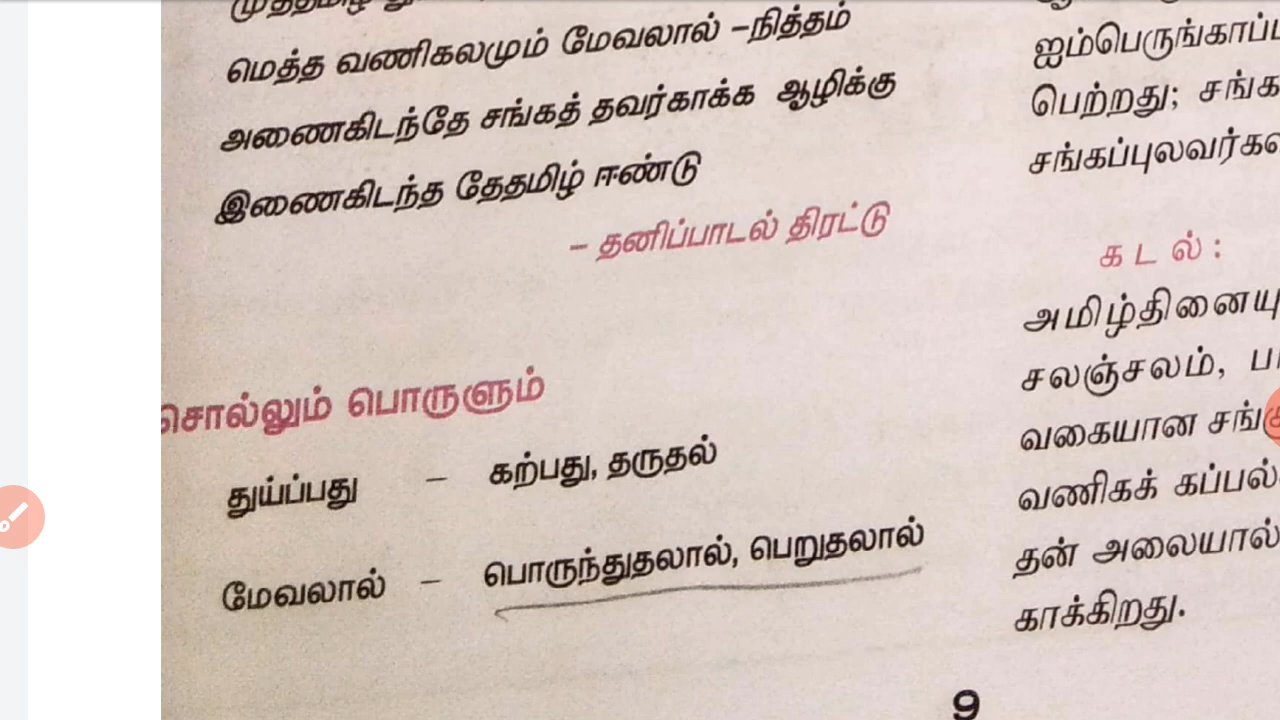 மெத்த வணிகலமும் மேவலால் –நித்தம்
அணைகிடந்தே சங்கத் தவர்காக்க ஆழிக்கு
இணைகிடந்த தேதமிழ் ஈண்டு
– தனிப்பாடல் திரட்டு
சொல்லும் பொருளும்
துய்ப்பது – கற்பது, தருதல்
மேவலால் – பொருந்துதலால், பெறுதலால்
ஐம்பெருங்காப்
பெற்றது; சங்க
சங்கப்புலவர்க
கடல் :
அமிழ்தினையு
சலஞ்சலம்,
வகையான
வணிகக் கப்பல்
தன் அலையால்
காக்கிறது.
9